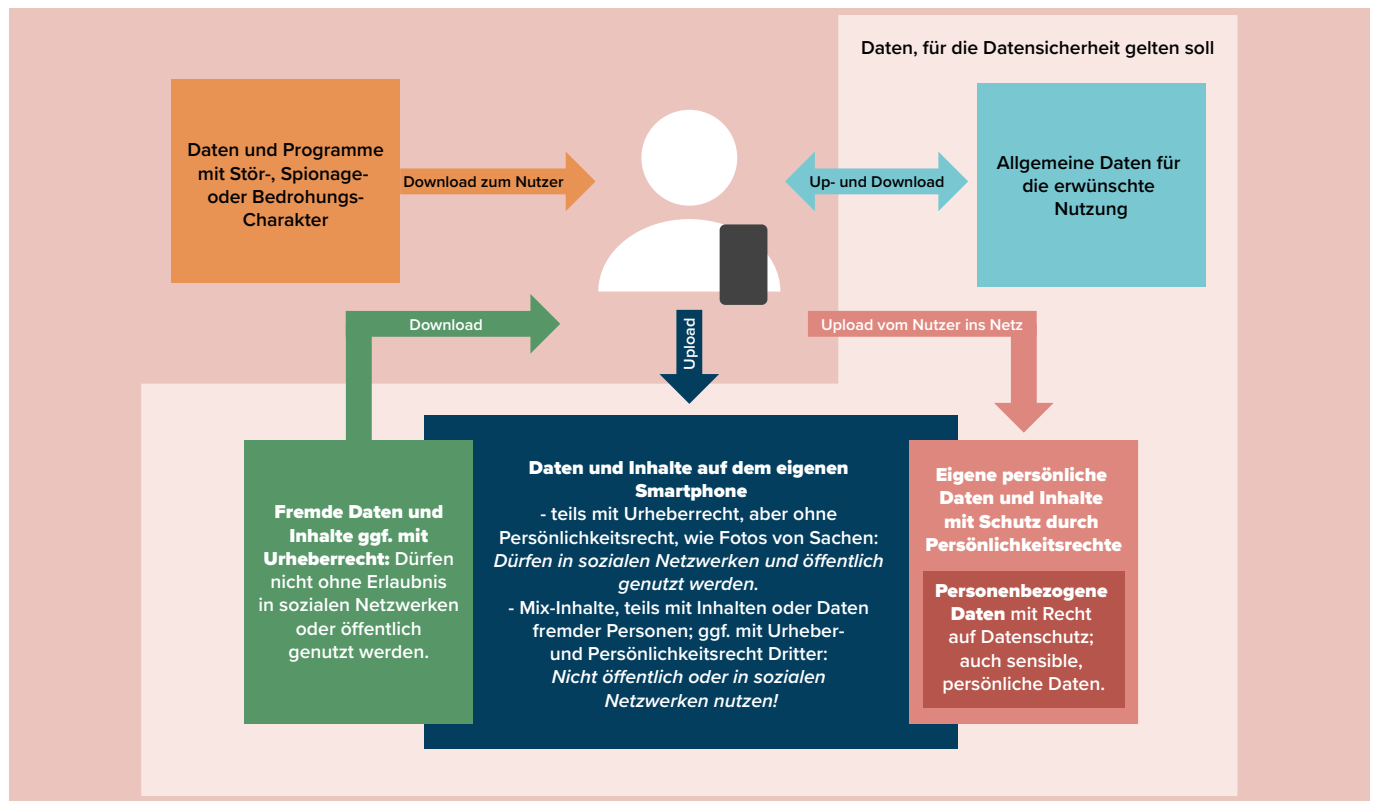 Daten, für die Datensicherheit gelten soll
Daten und Programme
mit Stör-, Spionage-
oder Bedrohungs-
Charakter
Download zum Nutzer
Up- und Download
Allgemeine Daten für
die erwünschte
Nutzung
Download
Upload
Upload vom Nutzer ins Netz
Fremde Daten und
Inhalte ggf. mit
Urheberrecht: Dürfen
nicht ohne Erlaubnis
in sozialen Netzwerken
oder öffentlich
genutzt werden.
Daten und Inhalte auf dem eigenen
Smartphone
- teils mit Urheberrecht, aber ohne
Persönlichkeitsrecht, wie Fotos von Sachen:
Dürfen in sozialen Netzwerken und öffentlich
genutzt werden.
- Mix-Inhalte, teils mit Inhalten oder Daten
fremder Personen; ggf. mit Urheber-
und Persönlichkeitsrecht Dritter:
Nicht öffentlich oder in sozialen
Netzwerken nutzen!
Eigene persönliche
Daten und Inhalte
mit Schutz durch
Persönlichkeitsrechte
Personenbezogene
Daten mit Recht
auf Datenschutz;
auch sensible,
persönliche Daten.